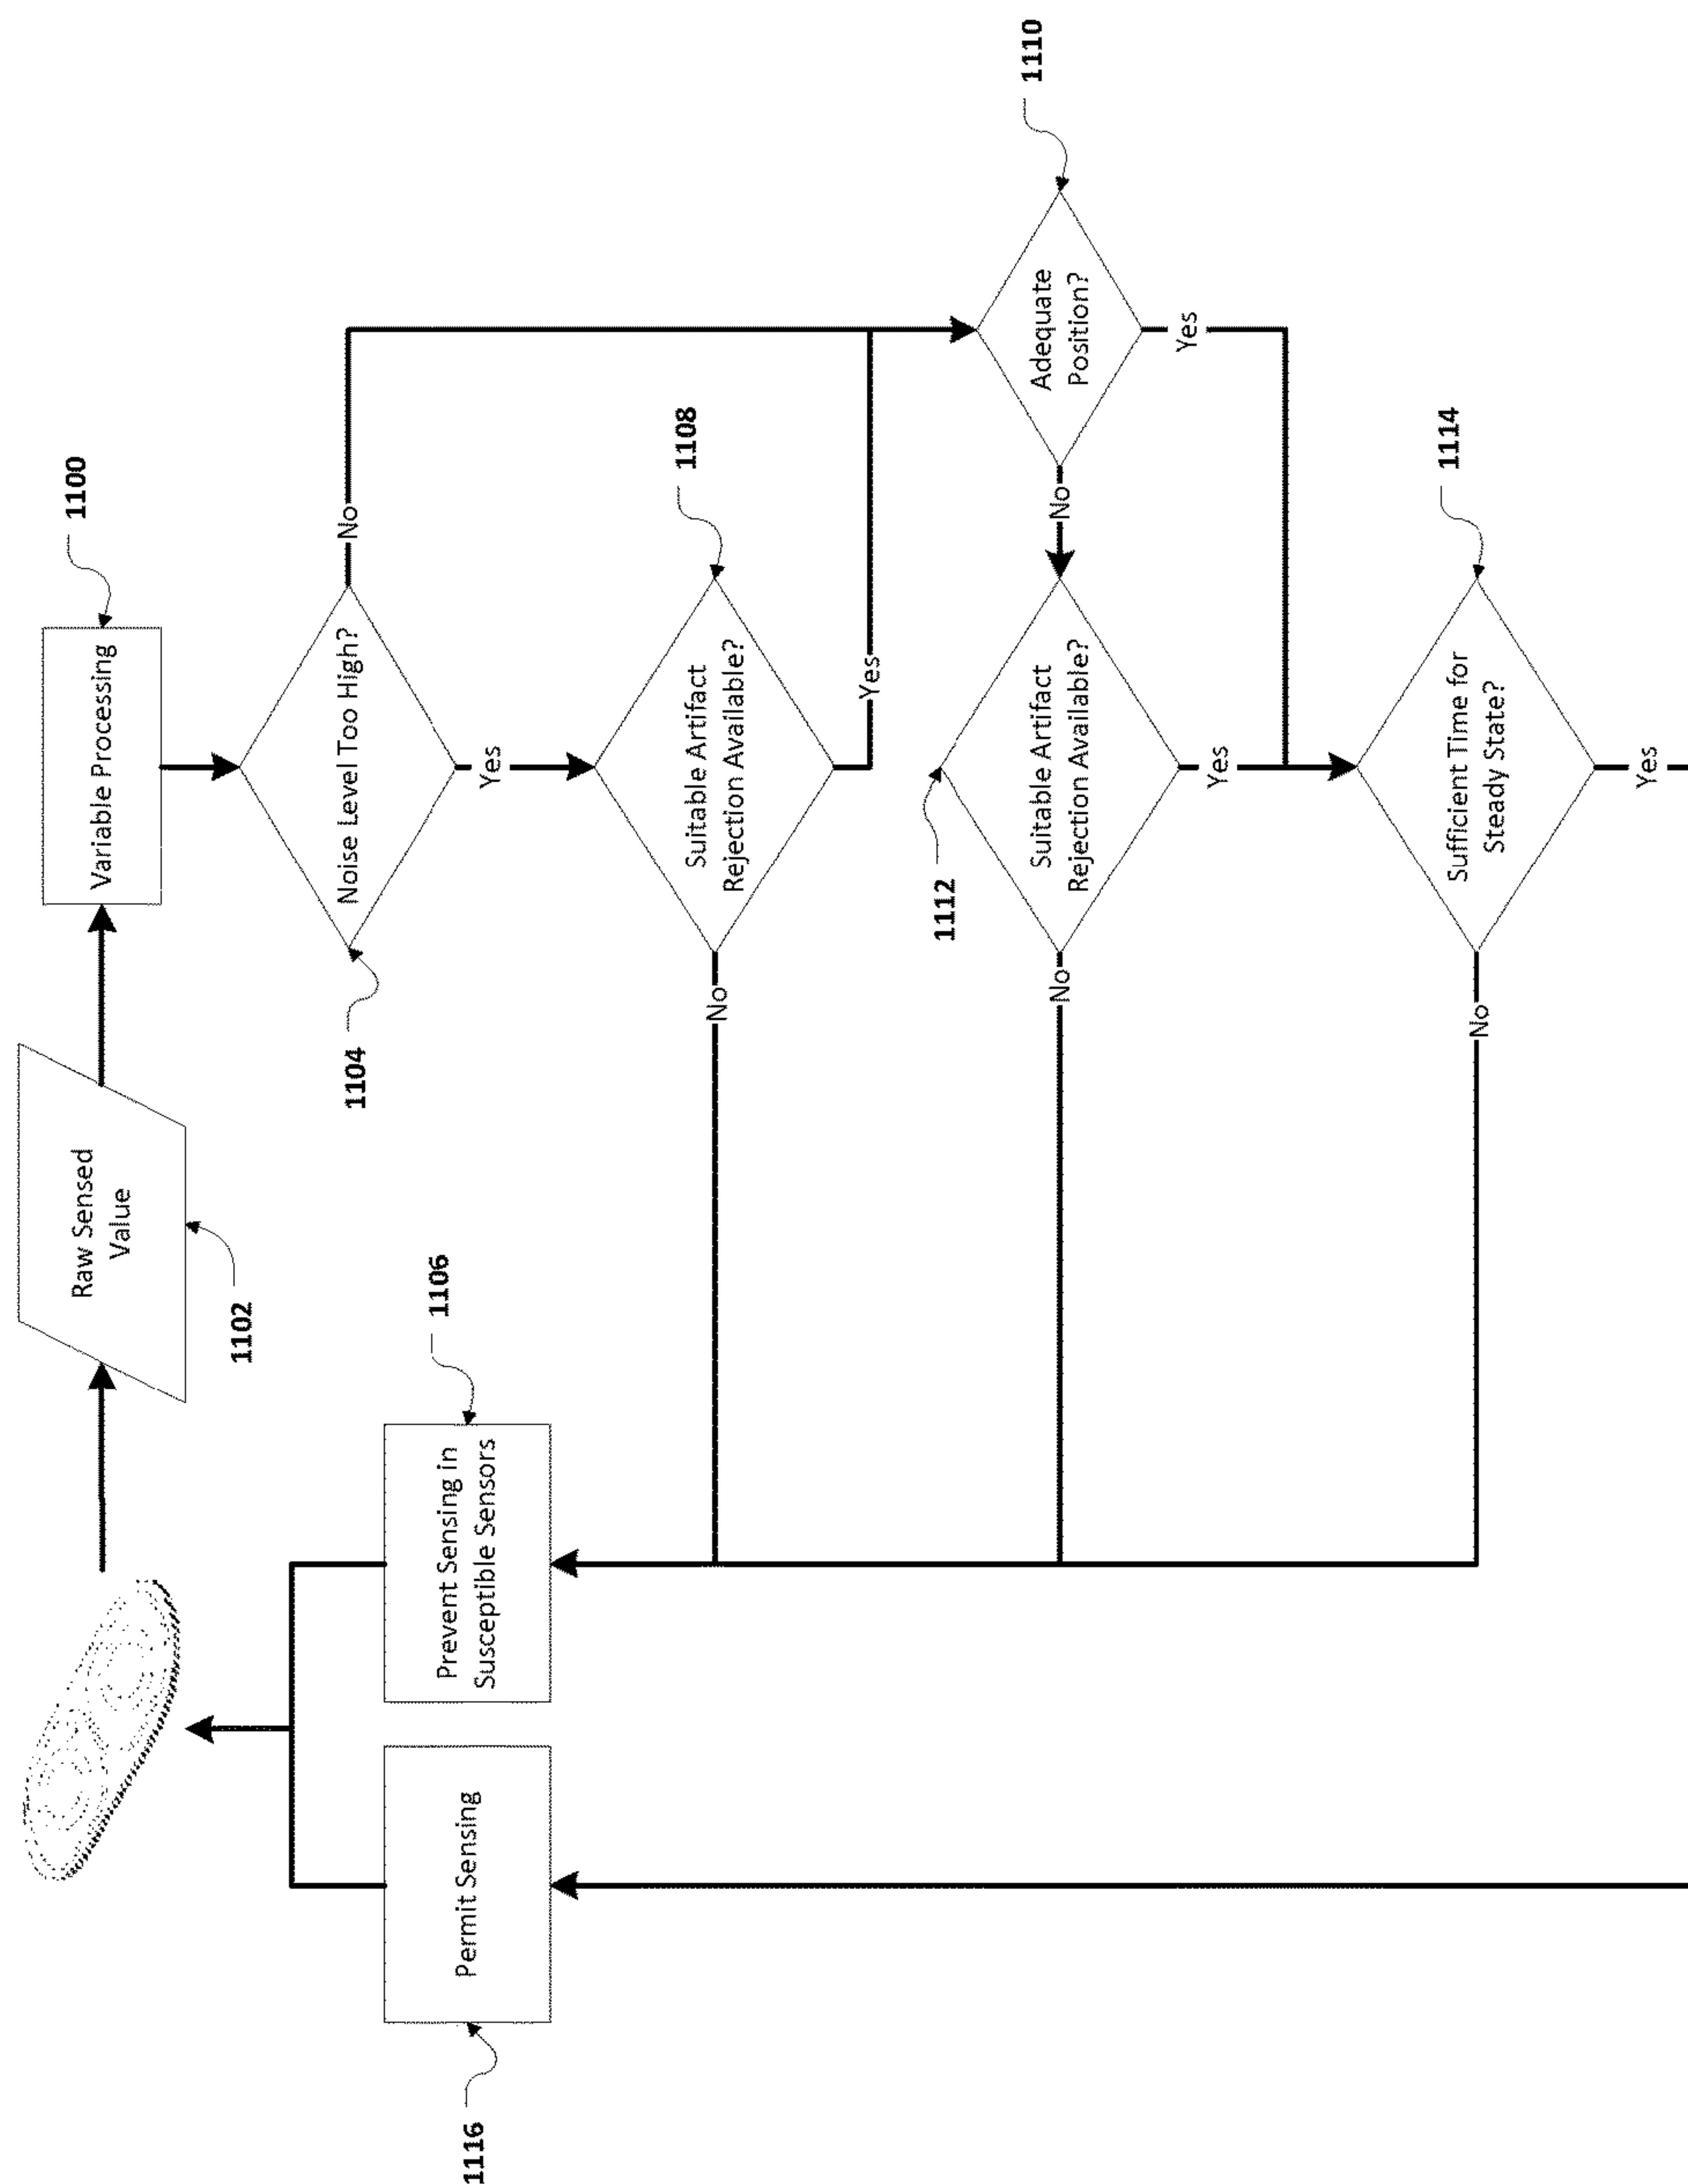 Raw Sensed
Value
1102
Variable Processing
1100
Noise Level Too High?
1104
No
Yes
Suitable Artifact
Rejection Available?
1108
No
Yes
Adequate
Position?
1110
No
Yes
Suitable Artifact
Rejection Available?
1112
No
Yes
Sufficient Time for
Steady State?
1114
No
Yes
Prevent Sensing in
Susceptible Sensors
1106
Permit Sensing
1116